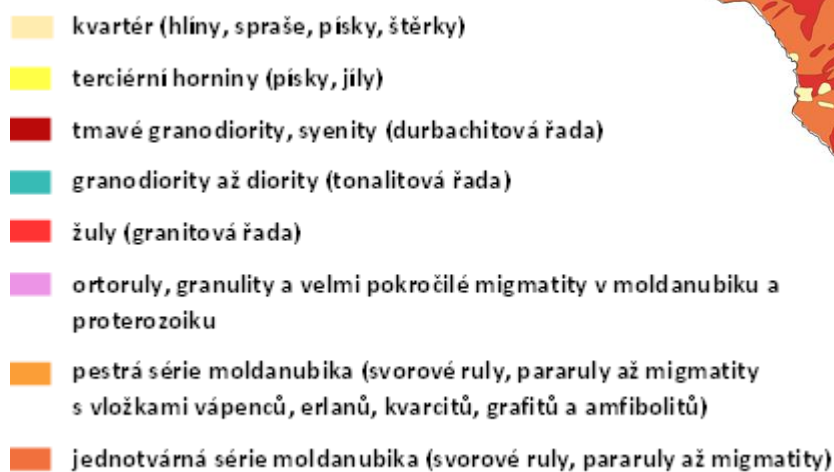 kvartér (hlíny, spraše, písky, štěrky)
terciérní horniny (písky, jíly)
tmavé granodiority, syenity (durbachitová řada)
granodiority až diority (tonalitová řada)
žuly (granitová řada)
ortoruly, granulity a velmi pokročilé migmatity v moldanubiku a
proterozoiku
pestrá série moldanubika (svorové ruly, pararuly až migmatity
s vložkami vápenců, erlanů, kvarcitů, grafitů a amfibolitů)
jednotvárná série moldanubika (svorové ruly, pararuly až migmatity)